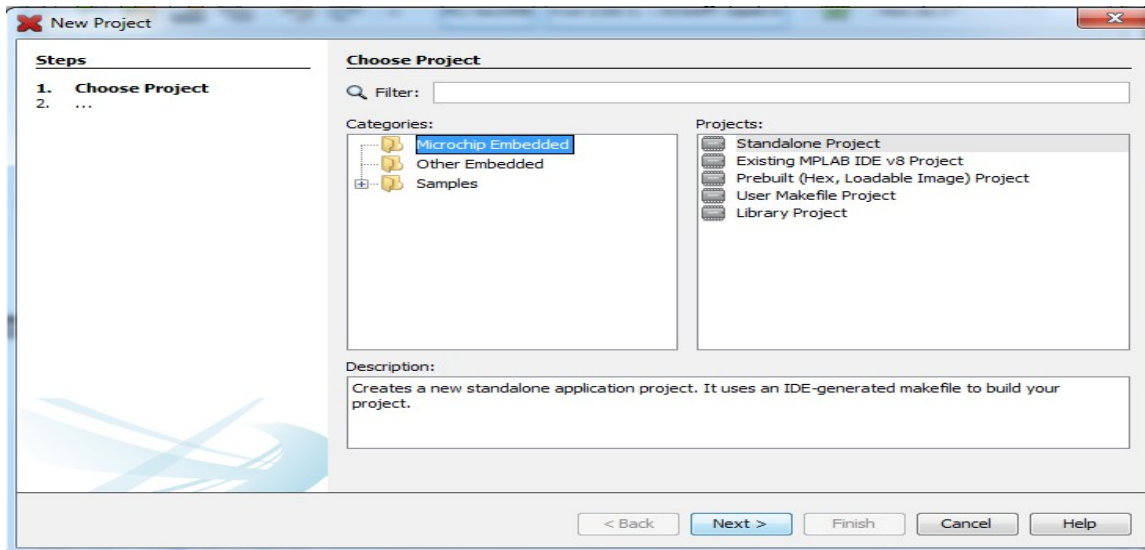 New Project
Steps
1. Choose Project
2. ...
Choose Project
Filter:
Categories:
Microchip Embedded
Other Embedded
Samples
Projects:
Standalone Project
Existing MPLAB IDE v8 Project
Prebuilt (Hex, Loadable Image) Project
User Makefile Project
Library Project
Description:
Creates a new standalone application project. It uses an IDE-generated makefile to build your
project.
< Back
Next >
Finish
Cancel
Help